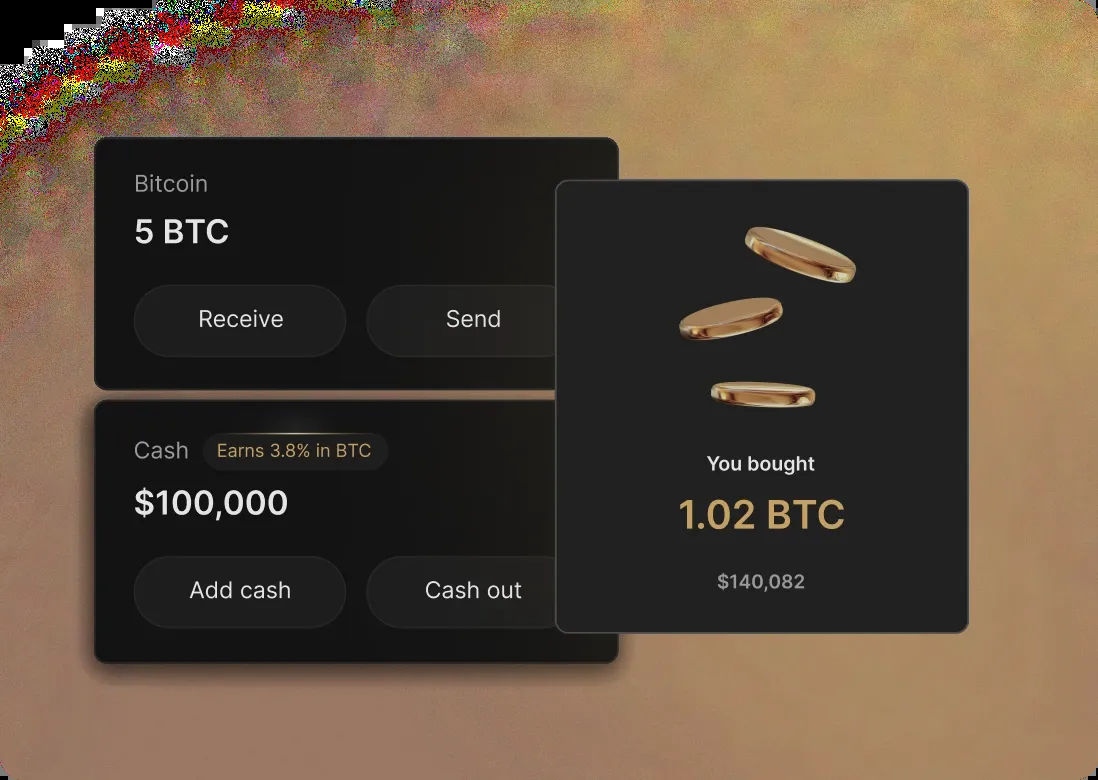 Bitcoin
5 BTC
Receive
Send
Cash
Earns 3.8% in BTC
$100,000
Add cash
Cash out
You bought
1.02 BTC
$140,082